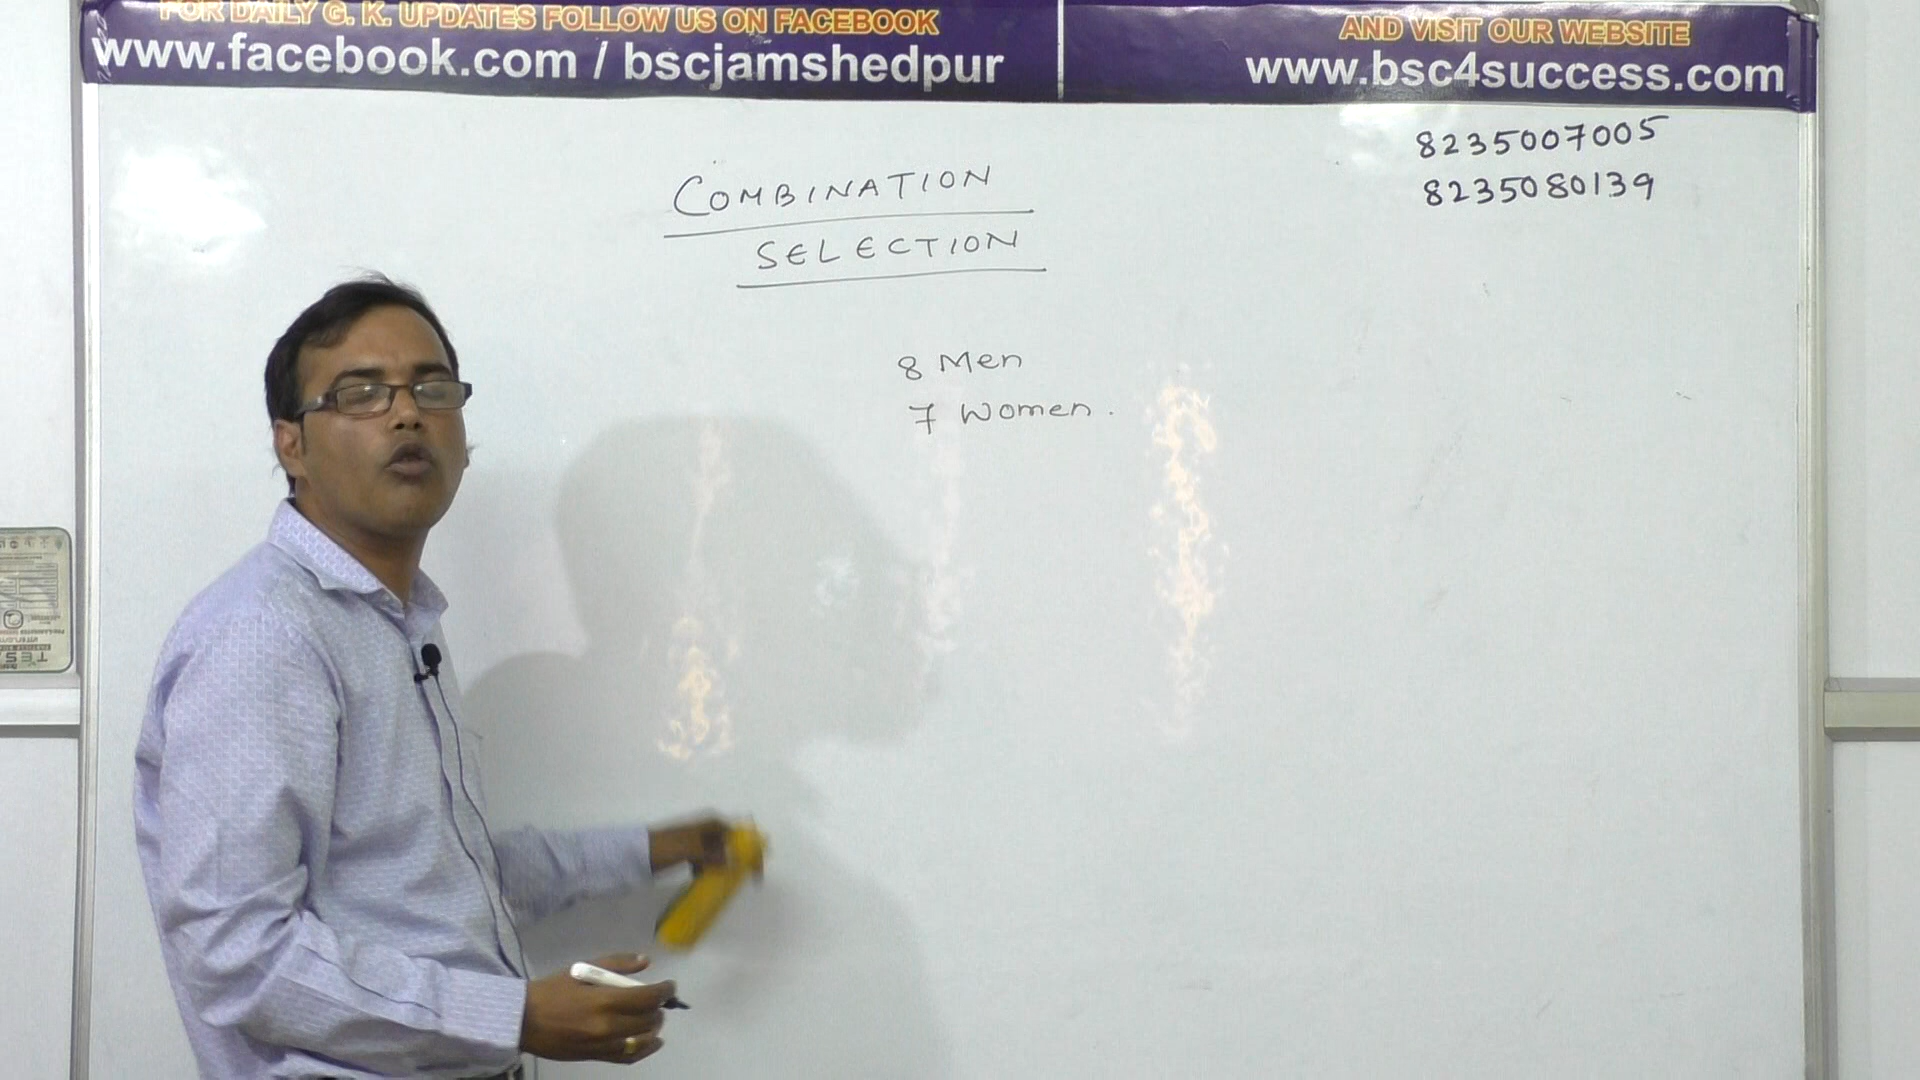 FOR DAILY G. K. UPDATES FOLLOW US ON FACEBOOK
www.facebook.com / bscjamshedpur
AND VISIT OUR WEBSITE
www.bsc4success.com
8235007005
8235080139
COMBINATION
SELECTION
8 Men
7 Women.